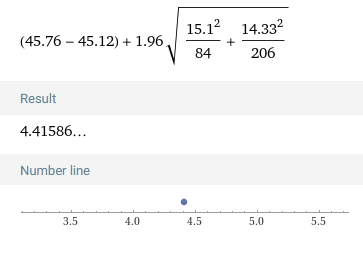 (45.76 − 45.12) + 1.96 √(15.1²/84 + 14.33²/206)
Result
4.41586…
Number line
3.5 4.0 4.5 5.0 5.5